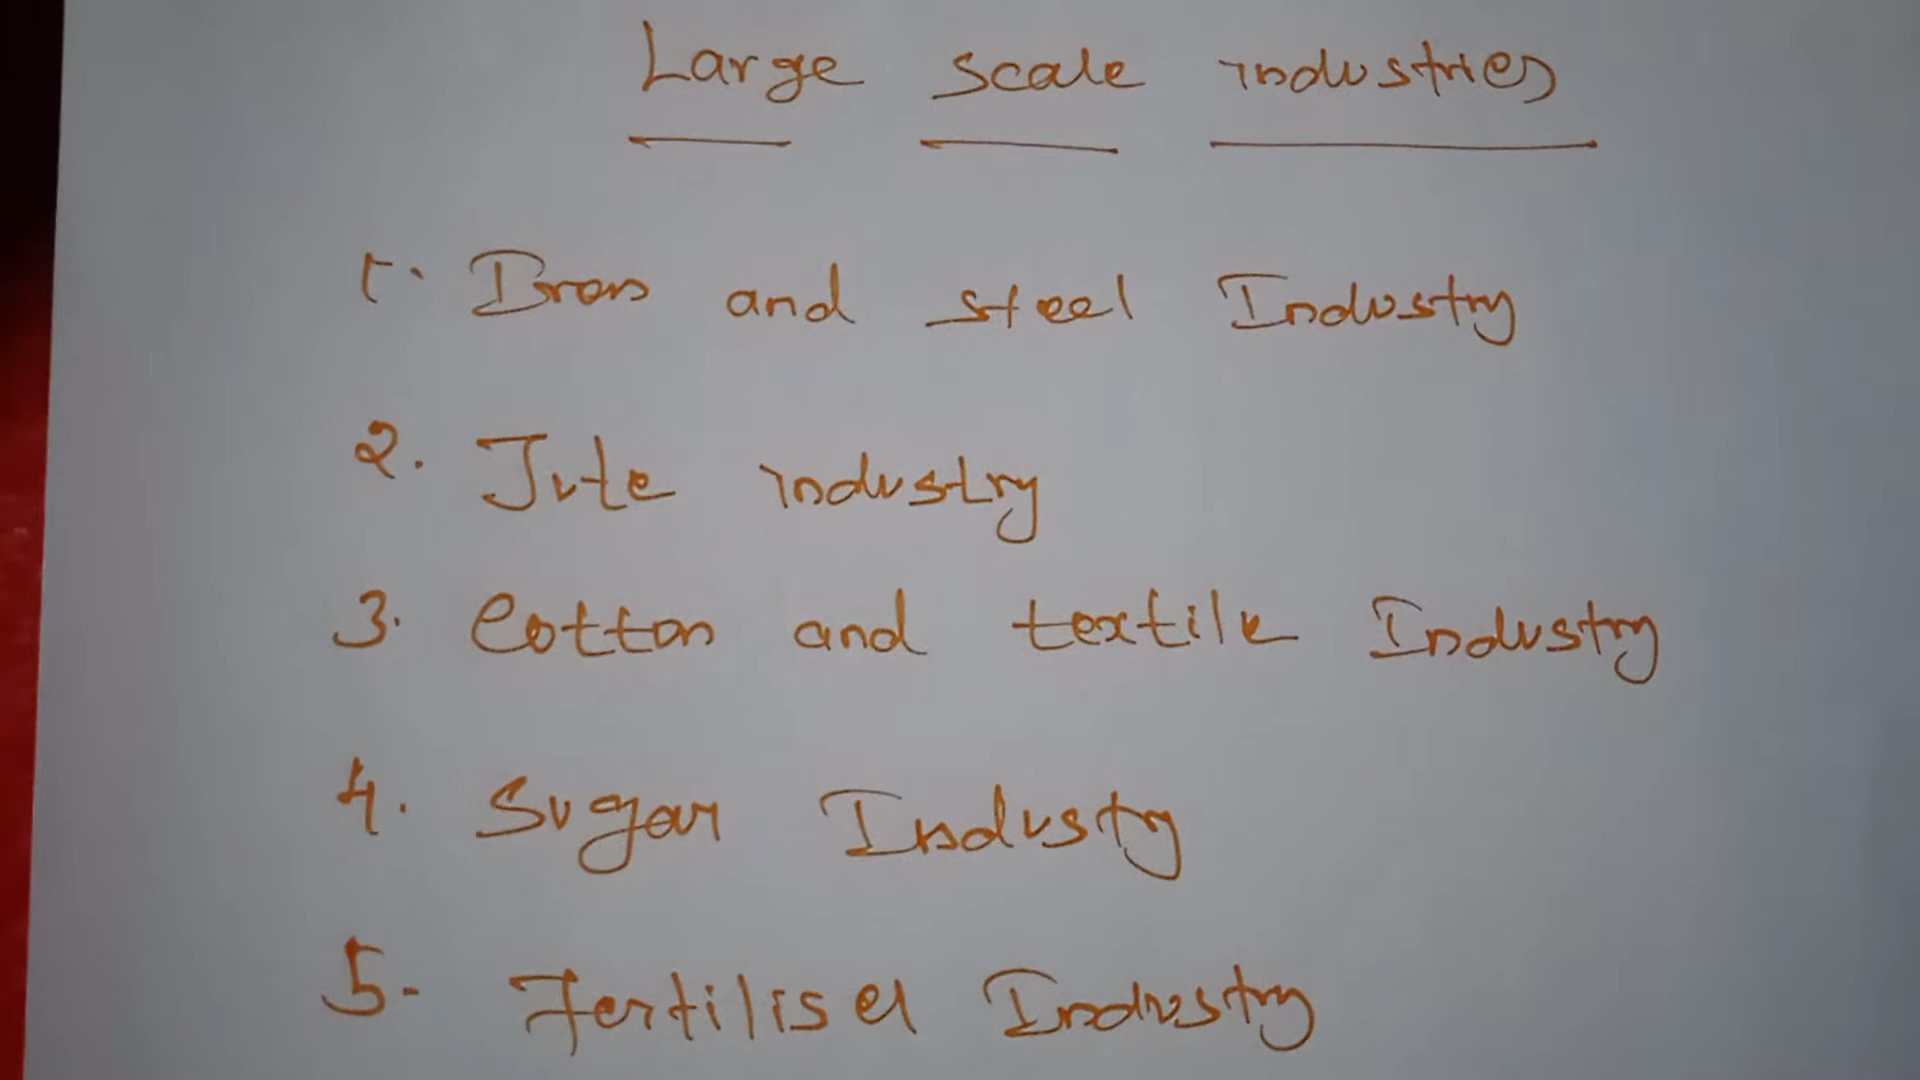 Large scale industries
1. Iron and steel Industry
2. Jute industry
3. Cotton and textile Industry
4. Sugar Industry
5. Fertiliser Industry